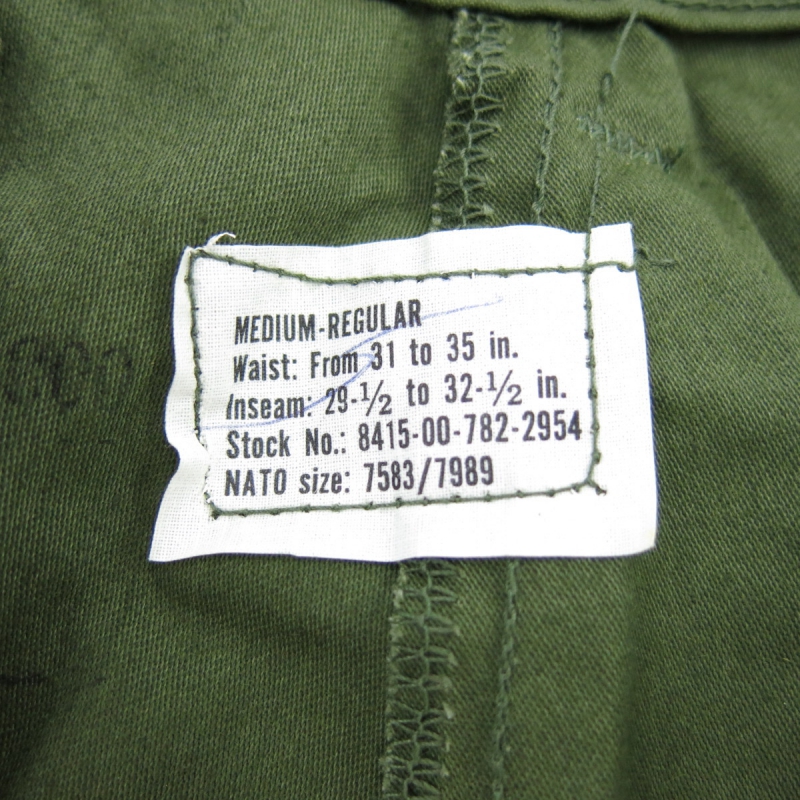 MEDIUM-REGULAR
Waist: From 31 to 35 in.
Inseam: 29-½ to 32-½ in.
Stock No.: 8415-00-782-2954
NATO size: 7583/7989